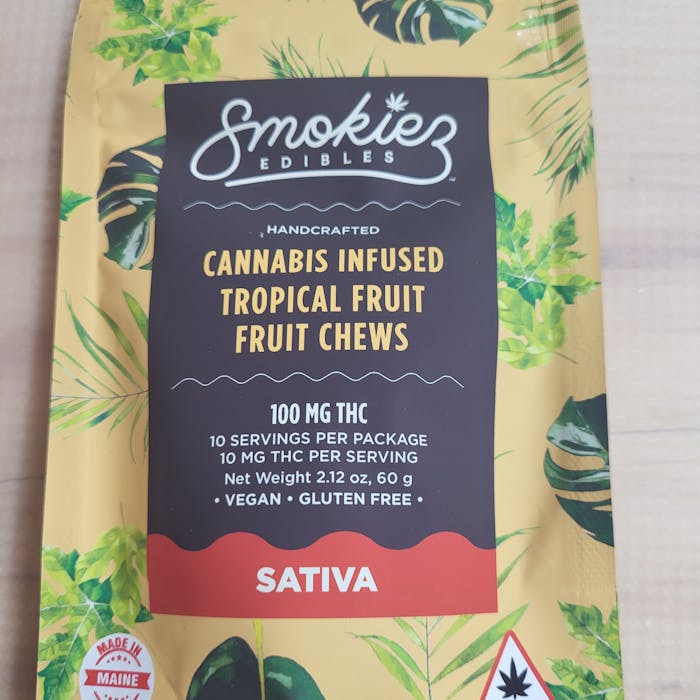 Smokiez
EDIBLES
HANDCRAFTED
CANNABIS INFUSED
TROPICAL FRUIT
FRUIT CHEWS
100 MG THC
10 SERVINGS PER PACKAGE
10 MG THC PER SERVING
Net Weight 2.12 oz, 60 g
• VEGAN • GLUTEN FREE •
SATIVA
MADE IN
MAINE